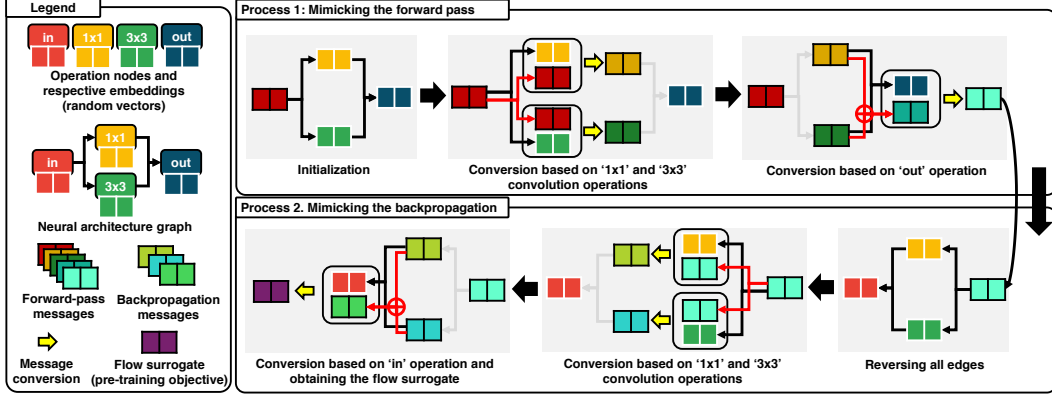 Legend
in 1x1 3x3 out
Operation nodes and
respective embeddings
(random vectors)
1x1
in out
3x3
Neural architecture graph
Forward-pass
messages
Backpropagation
messages
Message
conversion
Flow surrogate
(pre-training objective)
Process 1: Mimicking the forward pass
Initialization
Conversion based on ‘1x1’ and ‘3x3’
convolution operations
Conversion based on ‘out’ operation
Process 2. Mimicking the backpropagation
Conversion based on ‘in’ operation and
obtaining the flow surrogate
Conversion based on ‘1x1’ and ‘3x3’
convolution operations
Reversing all edges